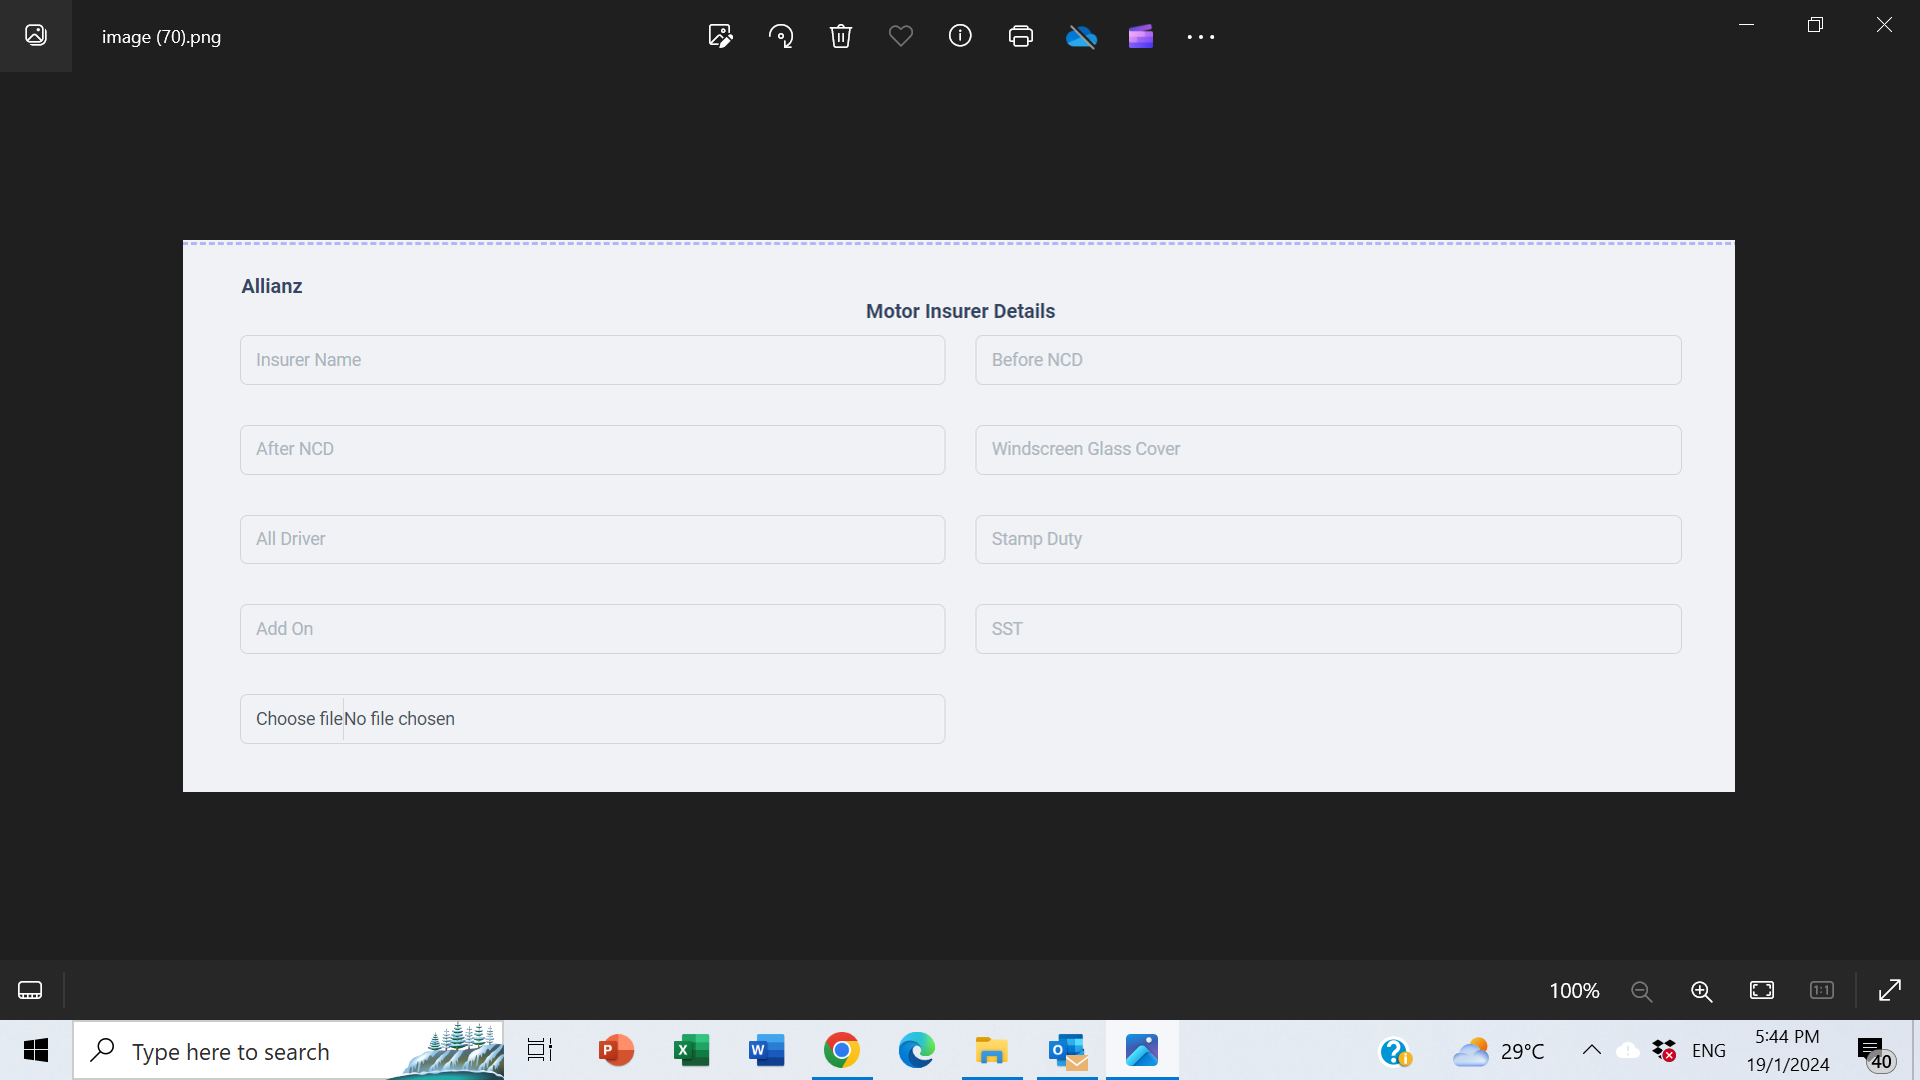 image (70).png
Allianz
Motor Insurer Details
Insurer Name
Before NCD
After NCD
Windscreen Glass Cover
All Driver
Stamp Duty
Add On
SST
Choose file No file chosen
100%
1:1
Type here to search
29°C
ENG
5:44 PM
19/1/2024
40